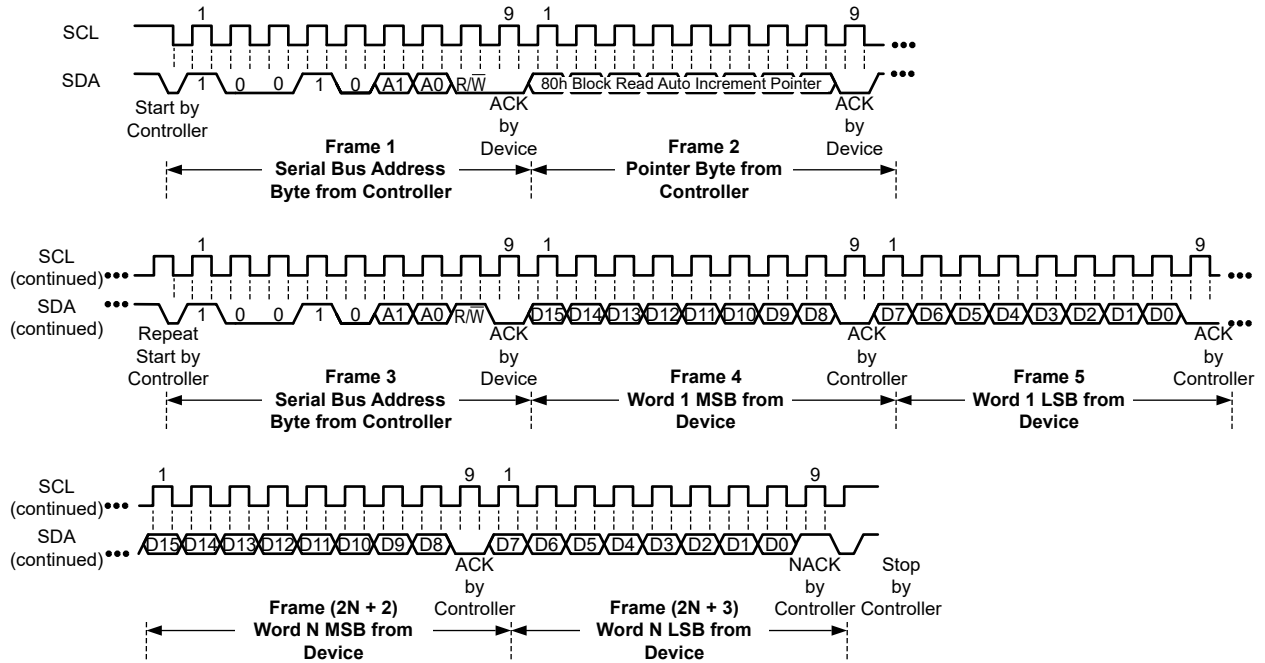 1 9 1 9
SCL
SDA
1 0 0 1 0 A1 A0 R/W̅ 80h Block Read Auto Increment Pointer
Start by
Controller
ACK
by
Device
ACK
by
Device
Frame 1
Serial Bus Address
Byte from Controller
Frame 2
Pointer Byte from
Controller
1 9 1 9 1 9
SCL
(continued)
SDA
(continued)
1 0 0 1 0 A1 A0 R/W̅ D15 D14 D13 D12 D11 D10 D9 D8 D7 D6 D5 D4 D3 D2 D1 D0
Repeat
Start by
Controller
ACK
by
Device
ACK
by
Controller
ACK
by
Controller
Frame 3
Serial Bus Address
Byte from Controller
Frame 4
Word 1 MSB from
Device
Frame 5
Word 1 LSB from
Device
1 9 1 9
SCL
(continued)
SDA
(continued)
D15 D14 D13 D12 D11 D10 D9 D8 D7 D6 D5 D4 D3 D2 D1 D0
ACK
by
Controller
NACK
by
Controller
Stop
by
Controller
Frame (2N + 2)
Word N MSB from
Device
Frame (2N + 3)
Word N LSB from
Device